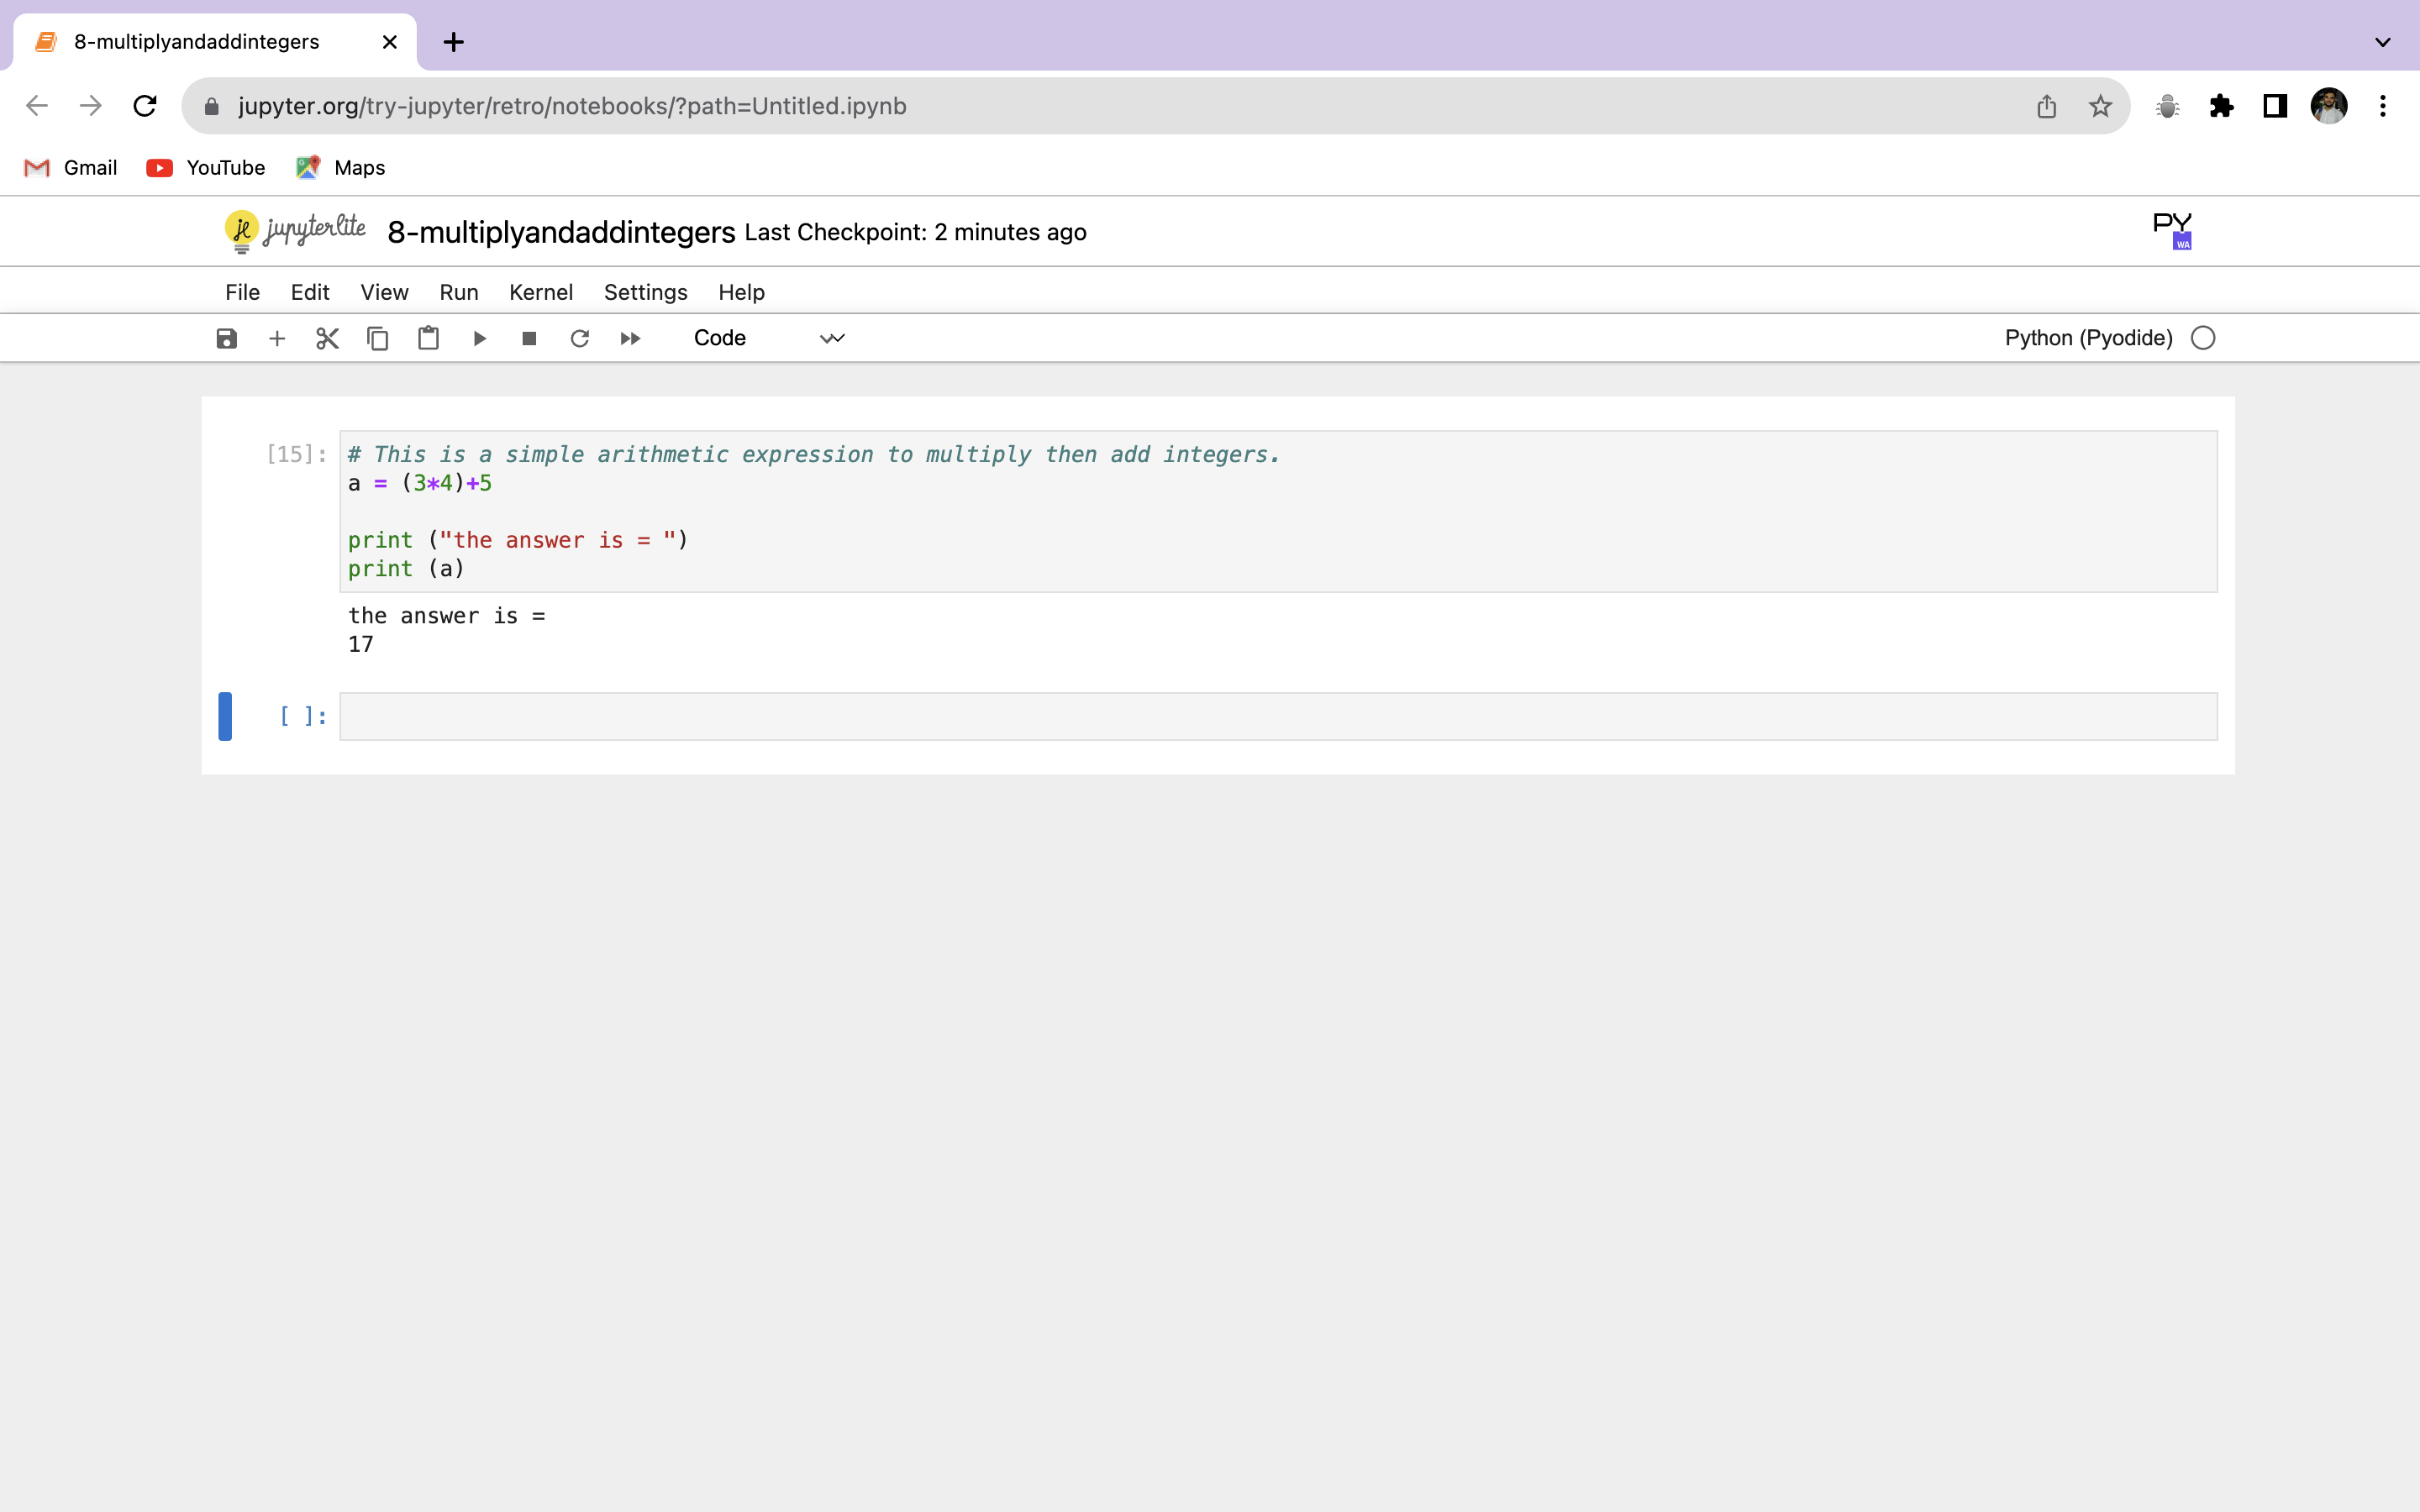 8-multiplyandaddintegers
jupyter.org/try-jupyter/retro/notebooks/?path=Untitled.ipynb
Gmail YouTube Maps
jl jupyterlite 8-multiplyandaddintegers Last Checkpoint: 2 minutes ago PY WA
File Edit View Run Kernel Settings Help
Code Python (Pyodide)
[15]: # This is a simple arithmetic expression to multiply then add integers.
a = (3*4)+5
print ("the answer is = ")
print (a)
the answer is =
17
[ ]: